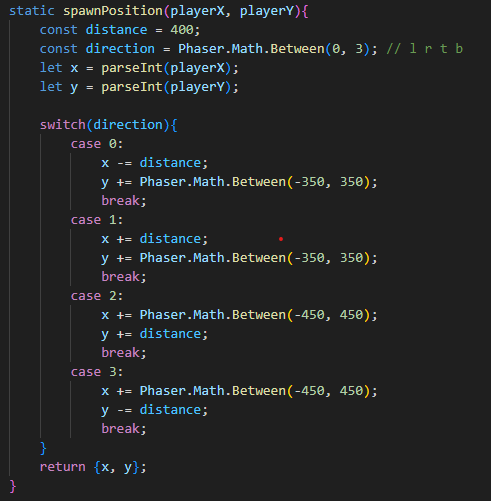 static spawnPosition(playerX, playerY){
    const distance = 400;
    const direction = Phaser.Math.Between(0, 3); // l r t b
    let x = parseInt(playerX);
    let y = parseInt(playerY);

    switch(direction){
        case 0:
            x -= distance;
            y += Phaser.Math.Between(-350, 350);
            break;
        case 1:
            x += distance;
            y += Phaser.Math.Between(-350, 350);
            break;
        case 2:
            x += Phaser.Math.Between(-450, 450);
            y += distance;
            break;
        case 3:
            x += Phaser.Math.Between(-450, 450);
            y -= distance;
            break;
    }
    return {x, y};
}